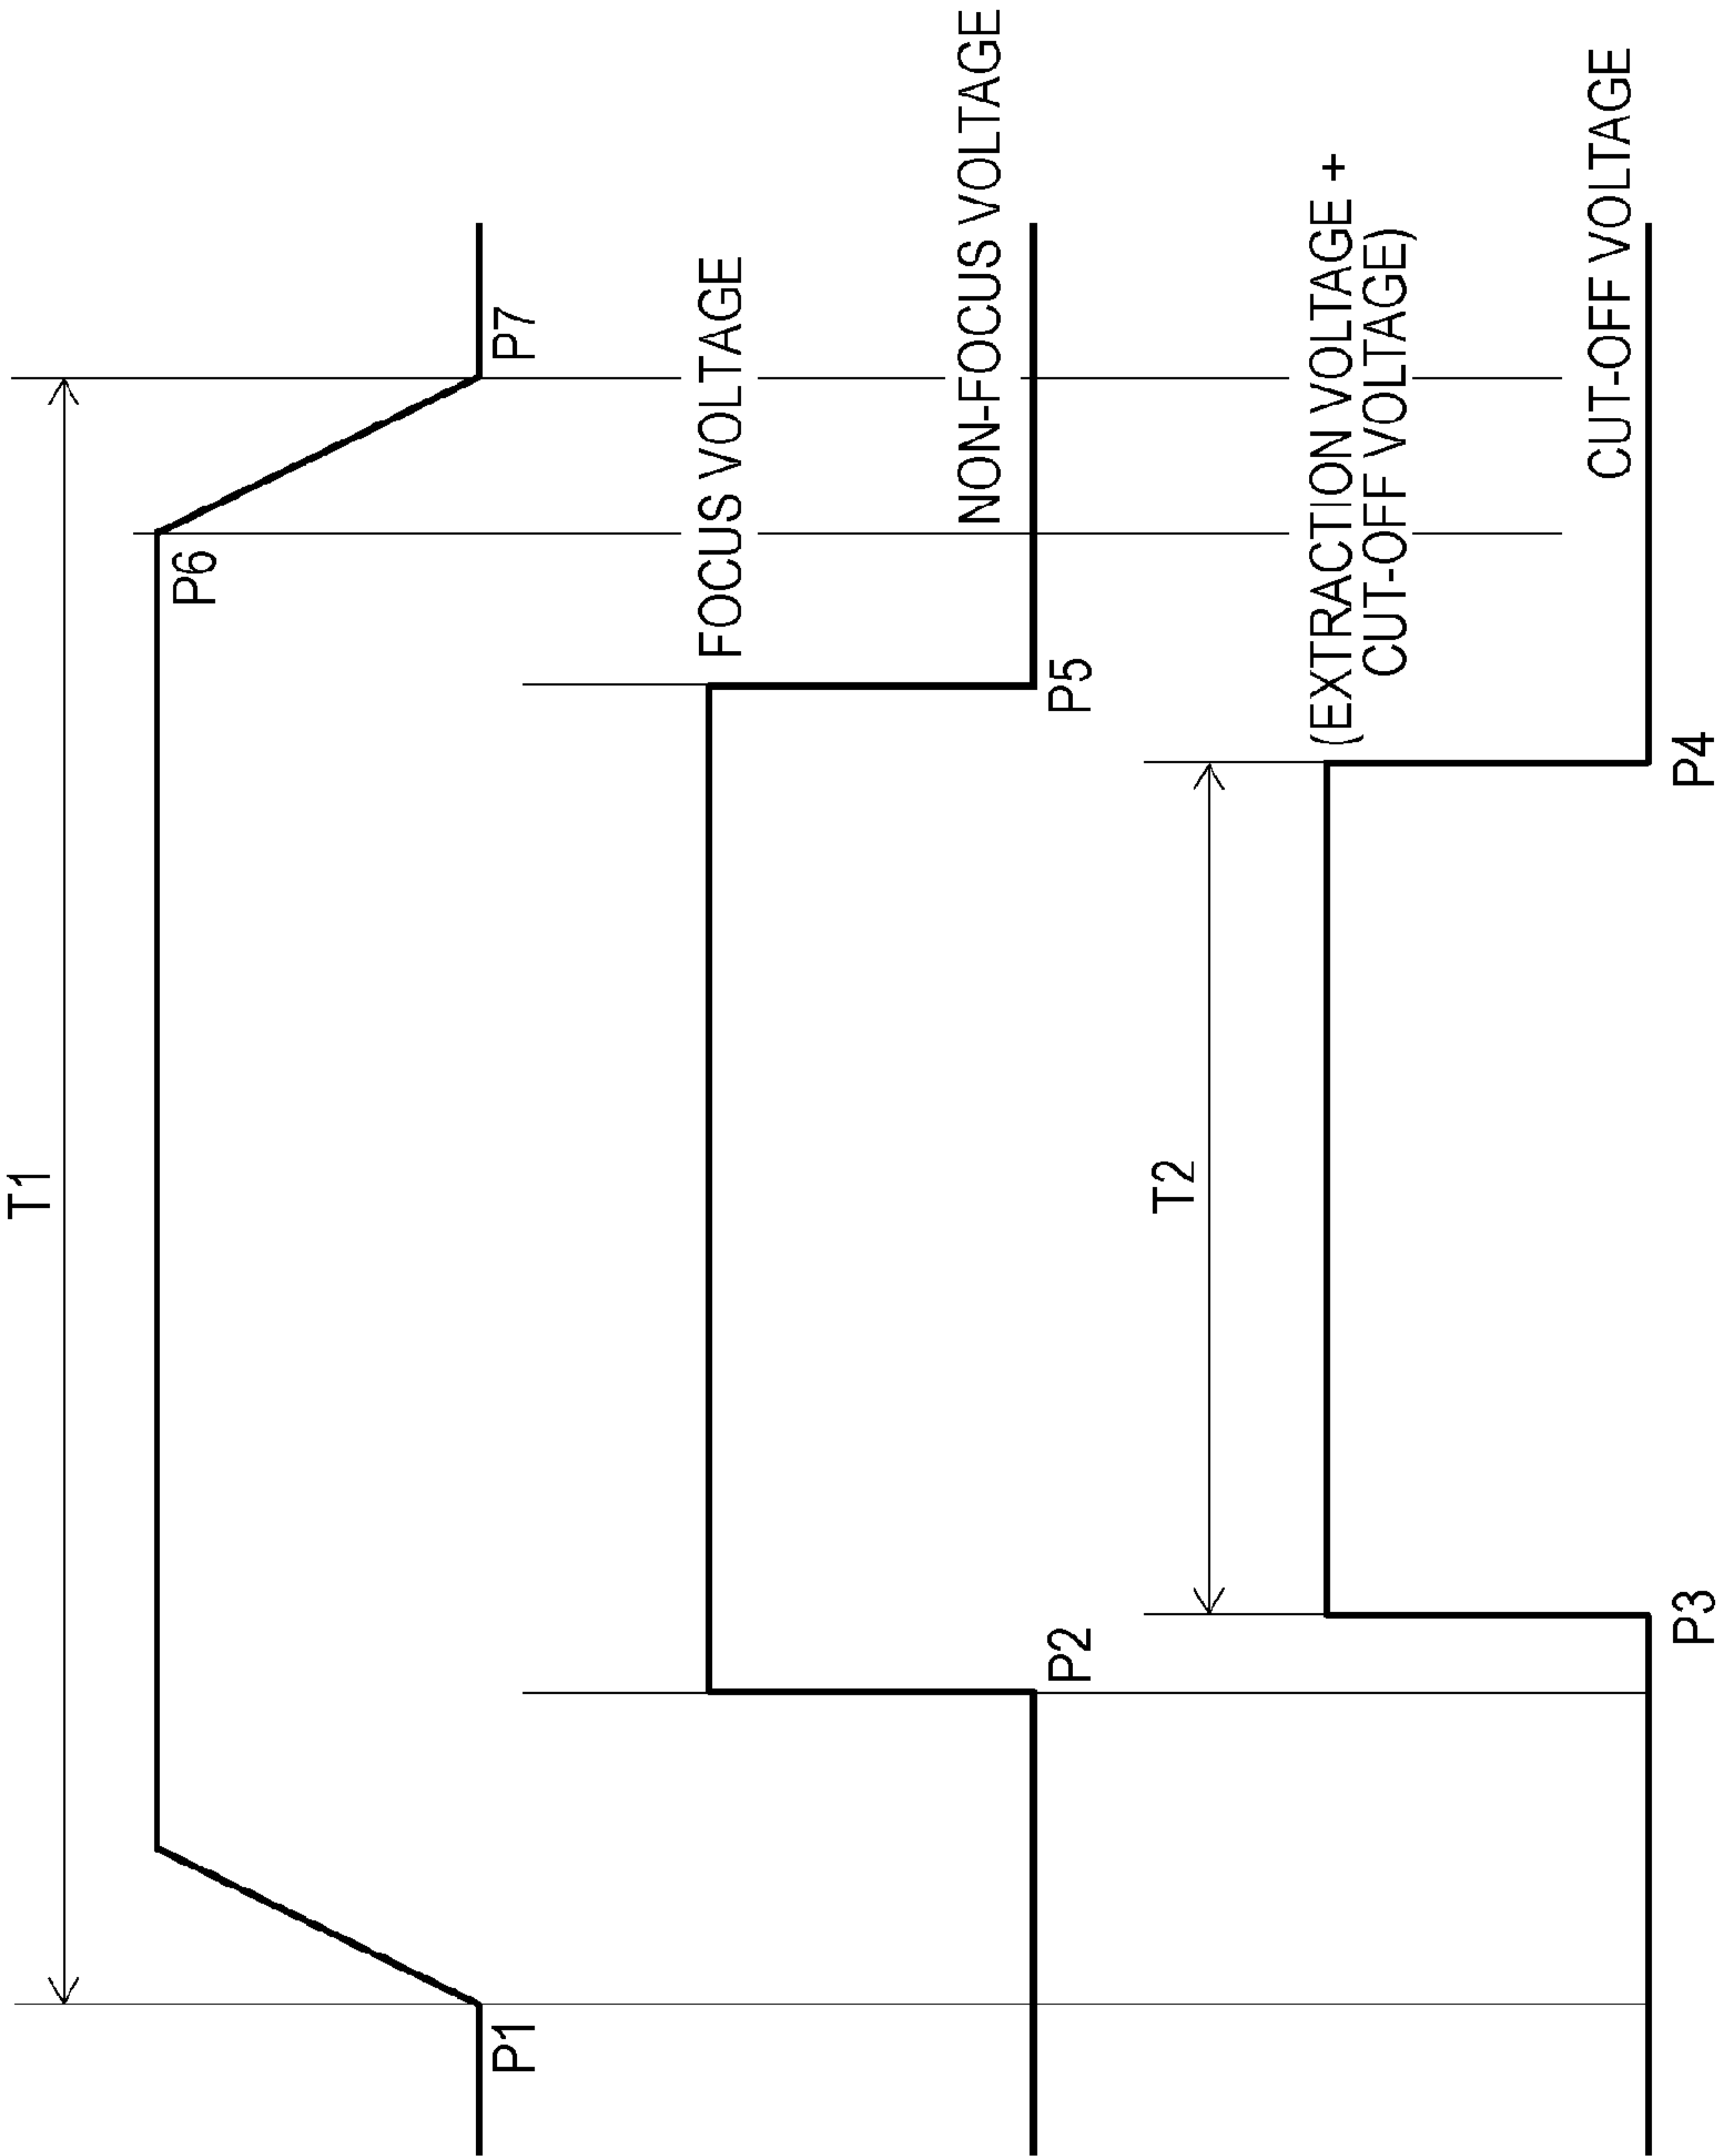 T1
P6
P1
P7
FOCUS VOLTAGE
NON-FOCUS VOLTAGE
P2
P5
T2
(EXTRACTION VOLTAGE +
CUT-OFF VOLTAGE)
CUT-OFF VOLTAGE
P3
P4